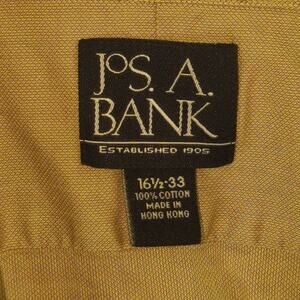 JOS. A.
BANK
ESTABLISHED 1905
16½-33
100% COTTON
MADE IN
HONG KONG